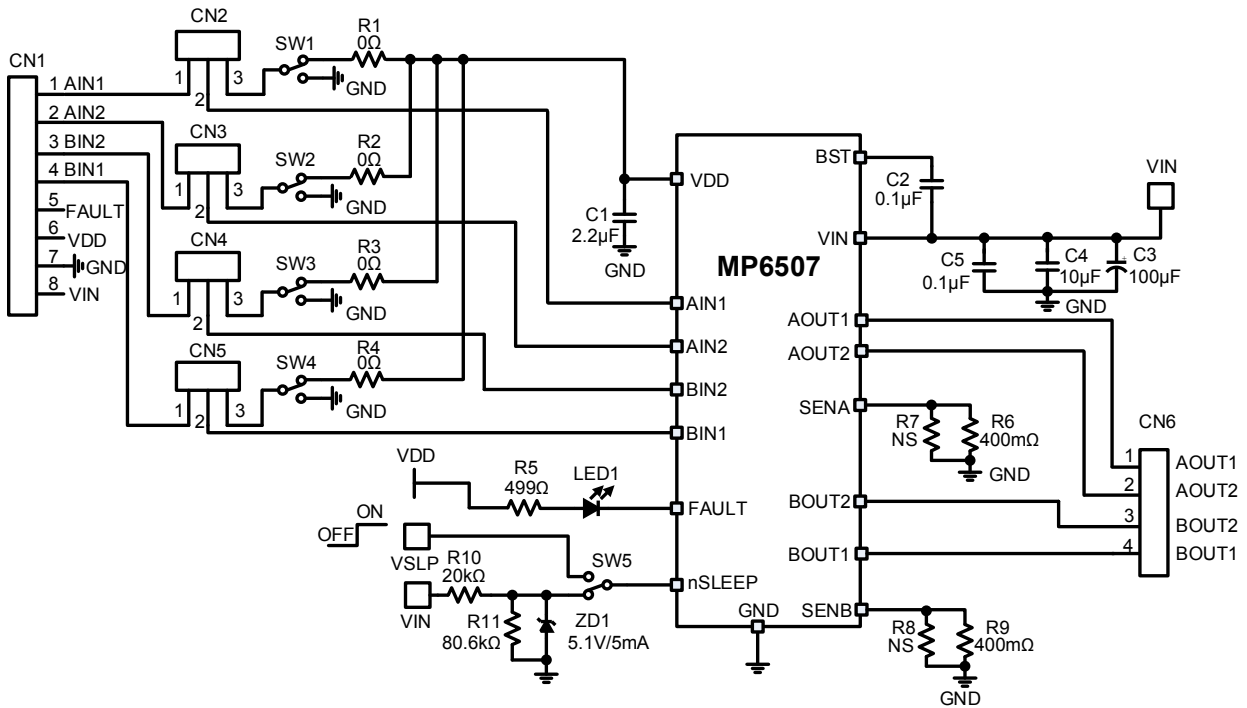 CN1
1 AIN1
2 AIN2
3 BIN2
4 BIN1
5 FAULT
6 VDD
7 GND
8 VIN
CN2
1
2
3
SW1
R1
0Ω
GND
CN3
1
2
3
SW2
R2
0Ω
GND
CN4
1
2
3
SW3
R3
0Ω
GND
CN5
1
2
3
SW4
R4
0Ω
GND
C1
2.2µF
GND
VDD
R5
499Ω
LED1
OFF
ON
VSLP
VIN
R10
20kΩ
R11
80.6kΩ
ZD1
5.1V/5mA
SW5
MP6507
VDD
AIN1
AIN2
BIN2
BIN1
FAULT
nSLEEP
GND
BST
VIN
AOUT1
AOUT2
SENA
BOUT2
BOUT1
SENB
C2
0.1µF
VIN
C5
0.1µF
C4
10µF
C3
100µF
+
GND
R7
NS
R6
400mΩ
GND
R8
NS
R9
400mΩ
GND
CN6
1 AOUT1
2 AOUT2
3 BOUT2
4 BOUT1